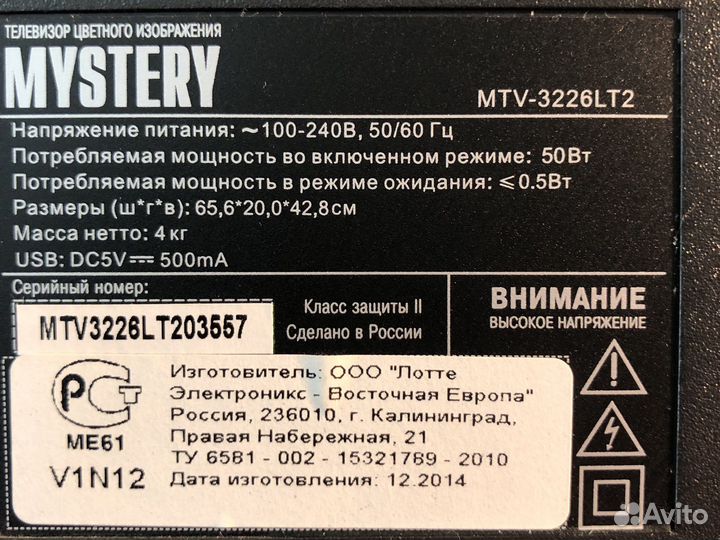 ТЕЛЕВИЗОР ЦВЕТНОГО ИЗОБРАЖЕНИЯ
MYSTERY
MTV-3226LT2
Напряжение питания: ~100-240В, 50/60 Гц
Потребляемая мощность во включенном режиме: 50Вт
Потребляемая мощность в режиме ожидания: ⩽0.5Вт
Размеры (ш*г*в): 65,6*20,0*42,8см
Масса нетто: 4 кг
USB: DC5V⎓ 500mA
Серийный номер:
MTV3226LT203557
Класс защиты II
Сделано в России
ВНИМАНИЕ
ВЫСОКОЕ НАПРЯЖЕНИЕ
РСТ
ME61
V1N12
Изготовитель: ООО "Лотте
Электроникс - Восточная Европа"
Россия, 236010, г. Калининград,
Правая Набережная, 21
ТУ 6581 - 002 - 15321789 - 2010
Дата изготовления: 12.2014
Avito